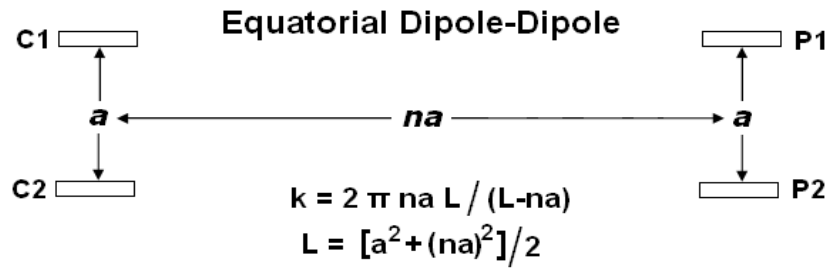 Equatorial Dipole-Dipole
C1
P1
a na a
C2
P2
k = 2 π na L / (L-na)
L = [a² + (na)²]/2